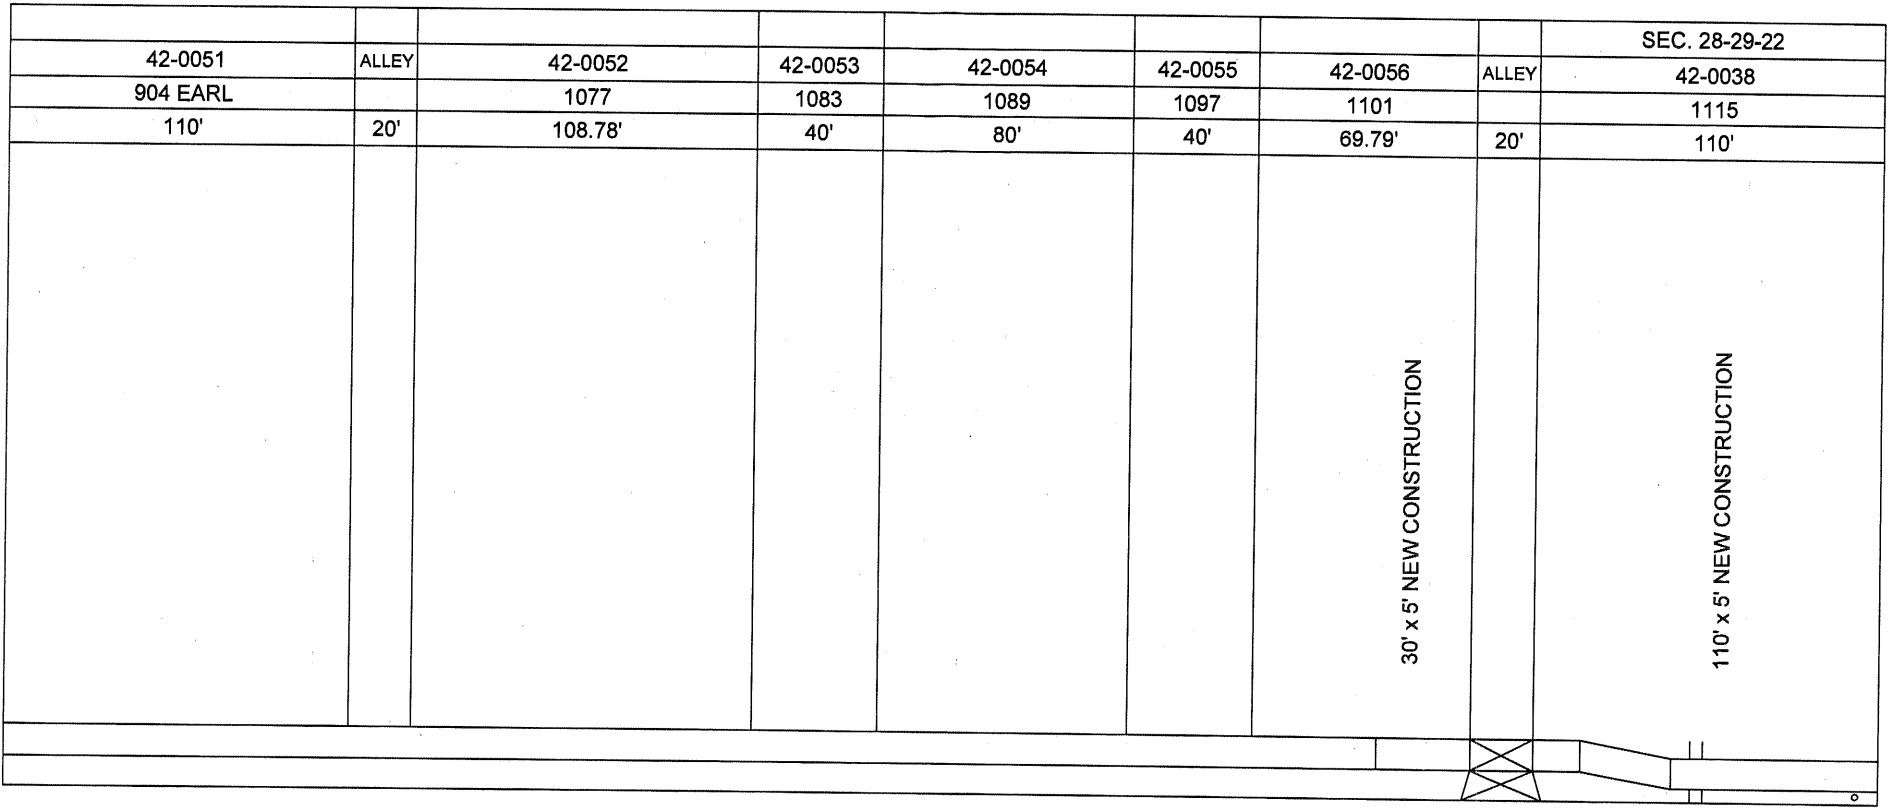 SEC. 28-29-22
42-0051 ALLEY 42-0052 42-0053 42-0054 42-0055 42-0056 ALLEY 42-0038
904 EARL 1077 1083 1089 1097 1101 1115
110' 20' 108.78' 40' 80' 40' 69.79' 20' 110'
30' x 5' NEW CONSTRUCTION
110' x 5' NEW CONSTRUCTION